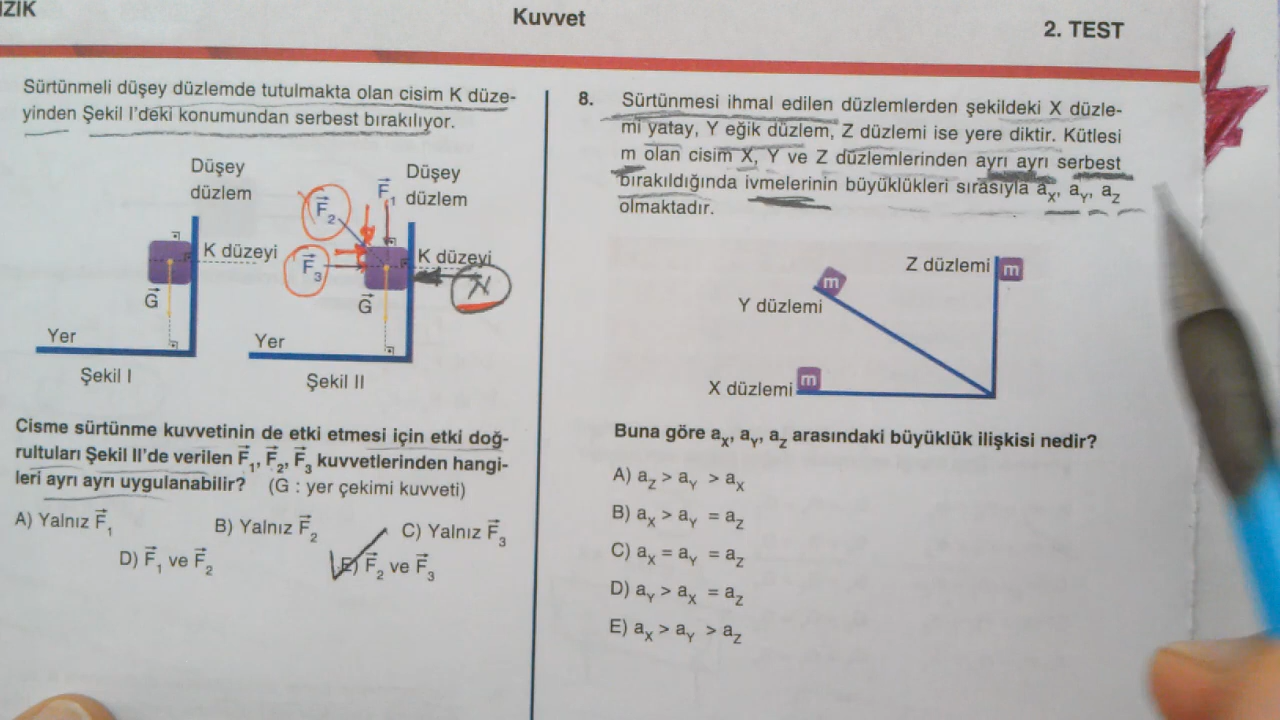 IZIK
Kuvvet
2. TEST
Sürtünmeli düşey düzlemde tutulmakta olan cisim K düze-
yinden Şekil I'deki konumundan serbest bırakılıyor.
Düşey
düzlem
K düzeyi
G
Yer
Şekil I
Düşey
düzlem
F1
F2
F3
K düzeyi
N
G
Yer
Şekil II
Cisme sürtünme kuvvetinin de etki etmesi için etki doğ-
rultuları Şekil II'de verilen F1, F2, F3 kuvvetlerinden hangi-
leri ayrı ayrı uygulanabilir? (G : yer çekimi kuvveti)
A) Yalnız F1 B) Yalnız F2 C) Yalnız F3
D) F1 ve F2 E) F2 ve F3
8. Sürtünmesi ihmal edilen düzlemlerden şekildeki X düzle-
mi yatay, Y eğik düzlem, Z düzlemi ise yere diktir. Kütlesi
m olan cisim X, Y ve Z düzlemlerinden ayrı ayrı serbest
bırakıldığında ivmelerinin büyüklükleri sırasıyla aX, aY, aZ
olmaktadır.
Z düzlemi m
m
Y düzlemi
m
X düzlemi
Buna göre aX, aY, aZ arasındaki büyüklük ilişkisi nedir?
A) aZ > aY > aX
B) aX > aY = aZ
C) aX = aY = aZ
D) aY > aX = aZ
E) aX > aY > aZ